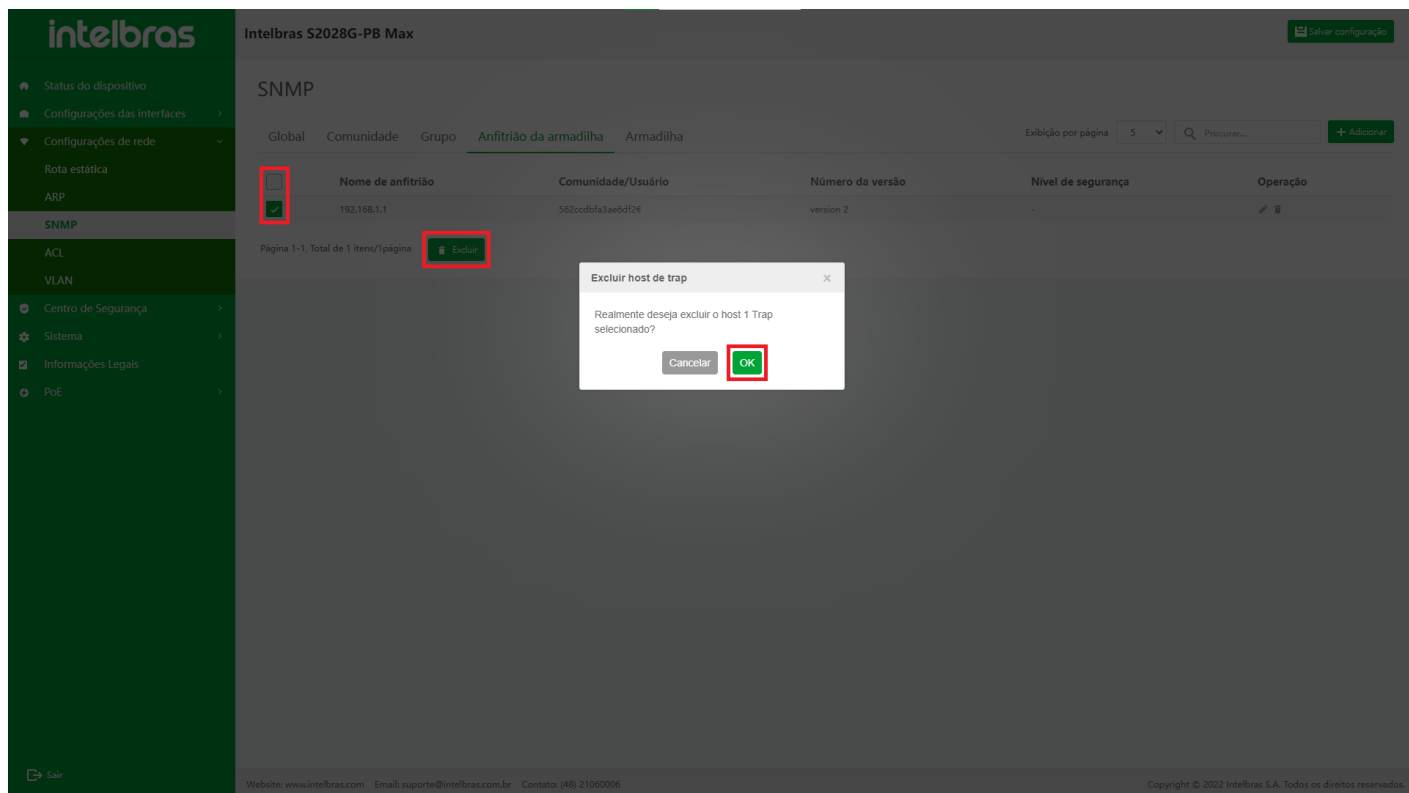 intelbras
Intelbras S2028G-PB Max
Salvar configuração
Status do dispositivo
Configurações das interfaces
Configurações de rede
Rota estática
ARP
SNMP
ACL
VLAN
Centro de Segurança
Sistema
Informações Legais
PoE
Sair
SNMP
Global Comunidade Grupo Anfitrião da armadilha Armadilha
Exibição por página 5 Procurar... + Adicionar
Nome de anfitrião Comunidade/Usuário Número da versão Nível de segurança Operação
192.168.1.1 562ccdbfa3ae6df2€ version 2 -
Página 1-1, Total de 1 itens/1página Excluir
Excluir host de trap ×
Realmente deseja excluir o host 1 Trap
selecionado?
Cancelar OK
Website: www.intelbras.com Email: suporte@intelbras.com.br Contato: (48) 21060006
Copyright © 2022 Intelbras S.A. Todos os direitos reservados.